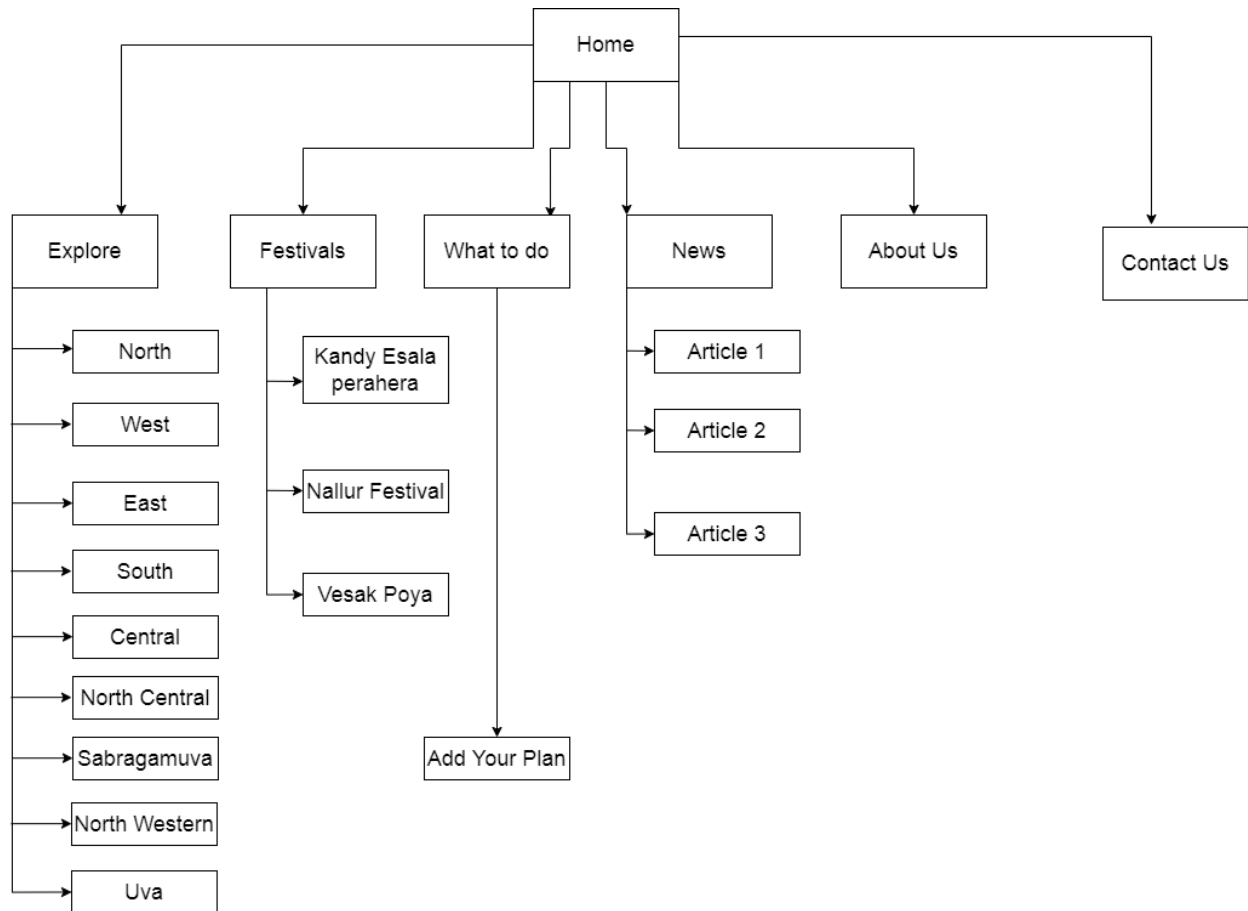 Home
Explore
Festivals
What to do
News
About Us
Contact Us
North
West
East
South
Central
North Central
Sabragamuva
North Western
Uva
Kandy Esala
perahera
Nallur Festival
Vesak Poya
Add Your Plan
Article 1
Article 2
Article 3